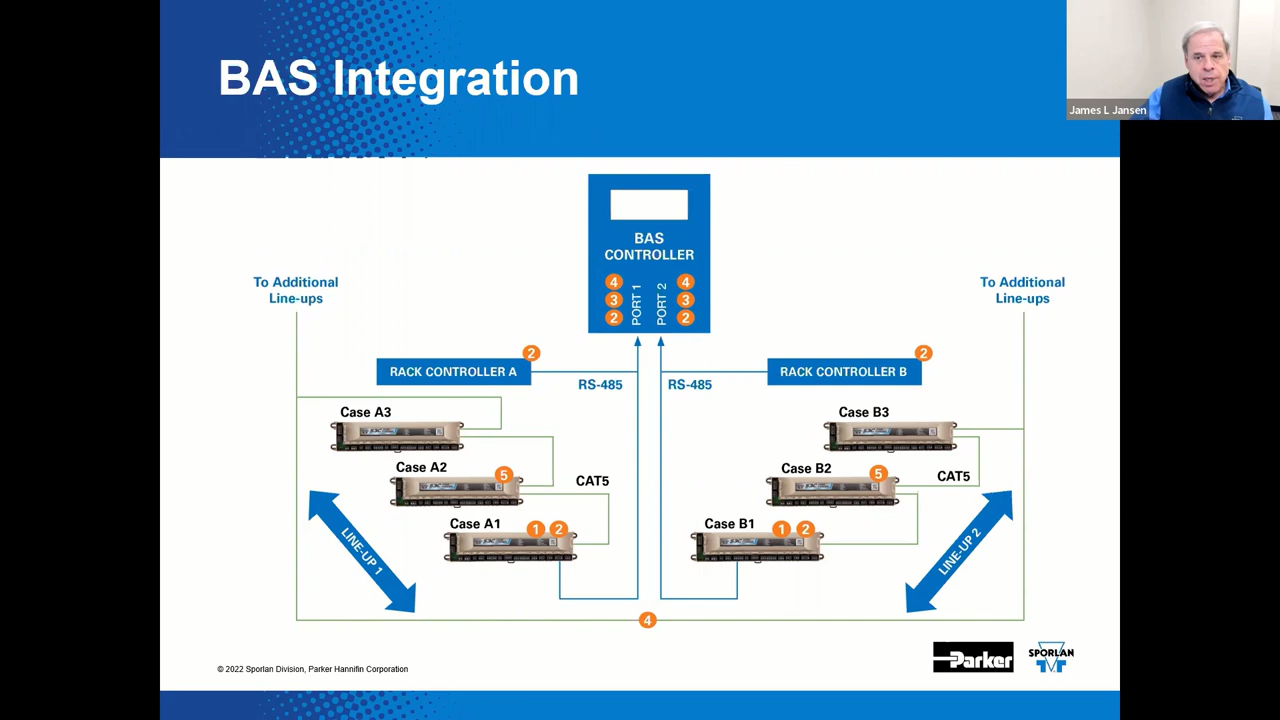 BAS Integration
James L Jansen
BAS
CONTROLLER
4
3
2
PORT 1
PORT 2
4
3
2
To Additional
Line-ups
To Additional
Line-ups
RACK CONTROLLER A
2
RS-485
RS-485
RACK CONTROLLER B
2
Case A3
Case B3
Case A2
5
CAT5
Case B2
5
CAT5
Case A1
1
2
Case B1
1
2
LINE-UP 1
LINE-UP 2
4
© 2022 Sporlan Division, Parker Hannifin Corporation
Parker
SPORLAN